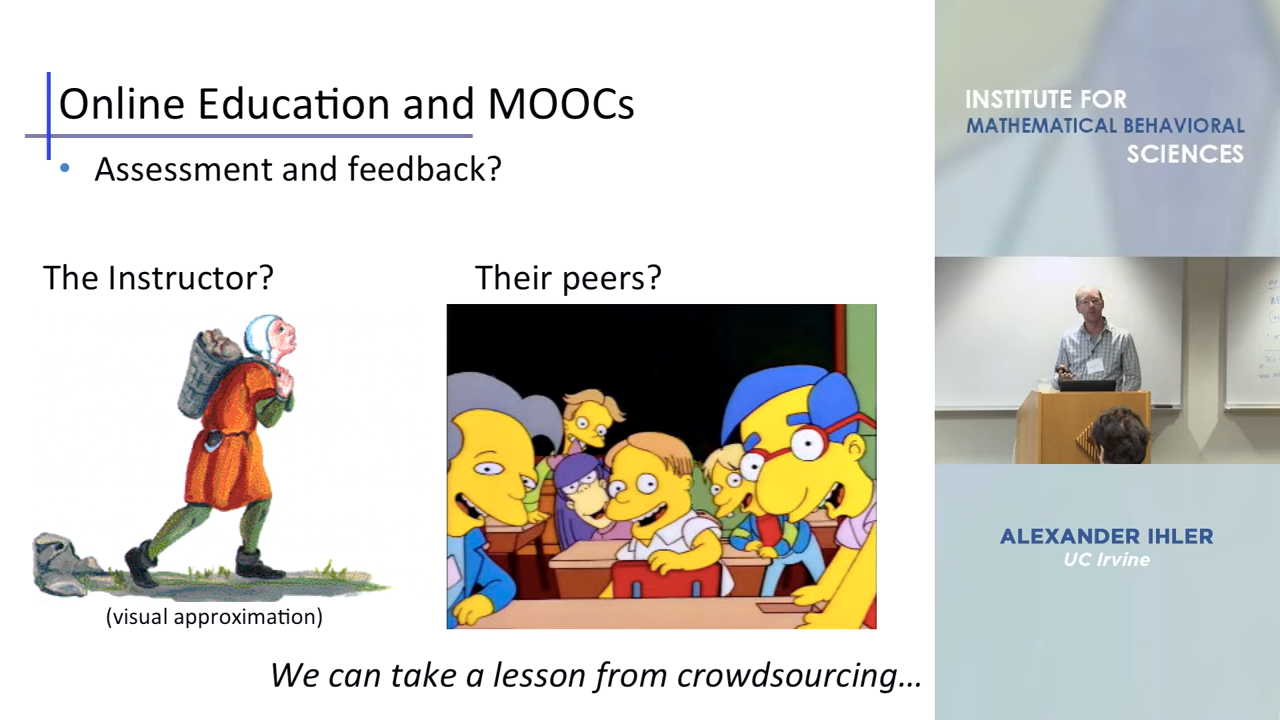 Online Education and MOOCs
• Assessment and feedback?
The Instructor?
Their peers?
(visual approximation)
We can take a lesson from crowdsourcing...
INSTITUTE FOR
MATHEMATICAL BEHAVIORAL
SCIENCES
ALEXANDER IHLER
UC Irvine